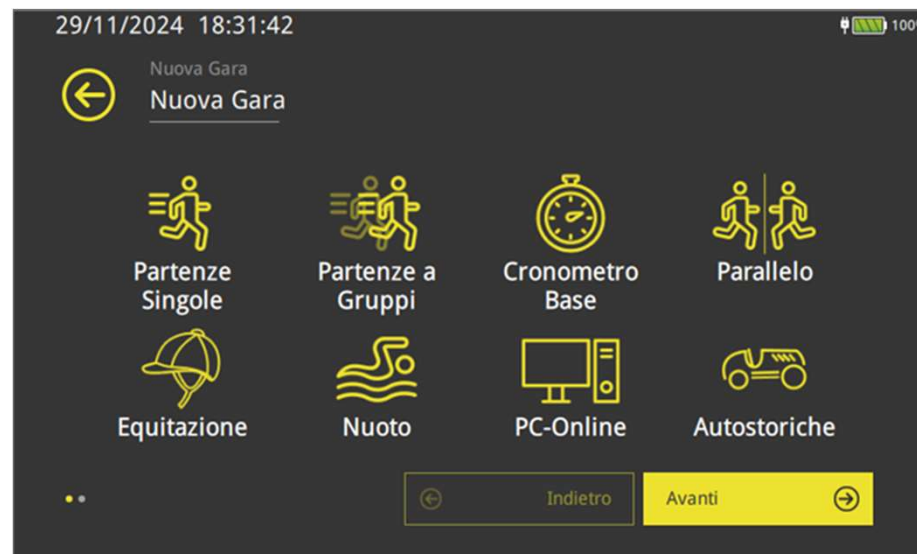 29/11/2024 18:31:42
100%
Nuova Gara
Nuova Gara
Partenze Singole
Partenze a Gruppi
Cronometro Base
Parallelo
Equitazione
Nuoto
PC-Online
Autostoriche
Indietro
Avanti